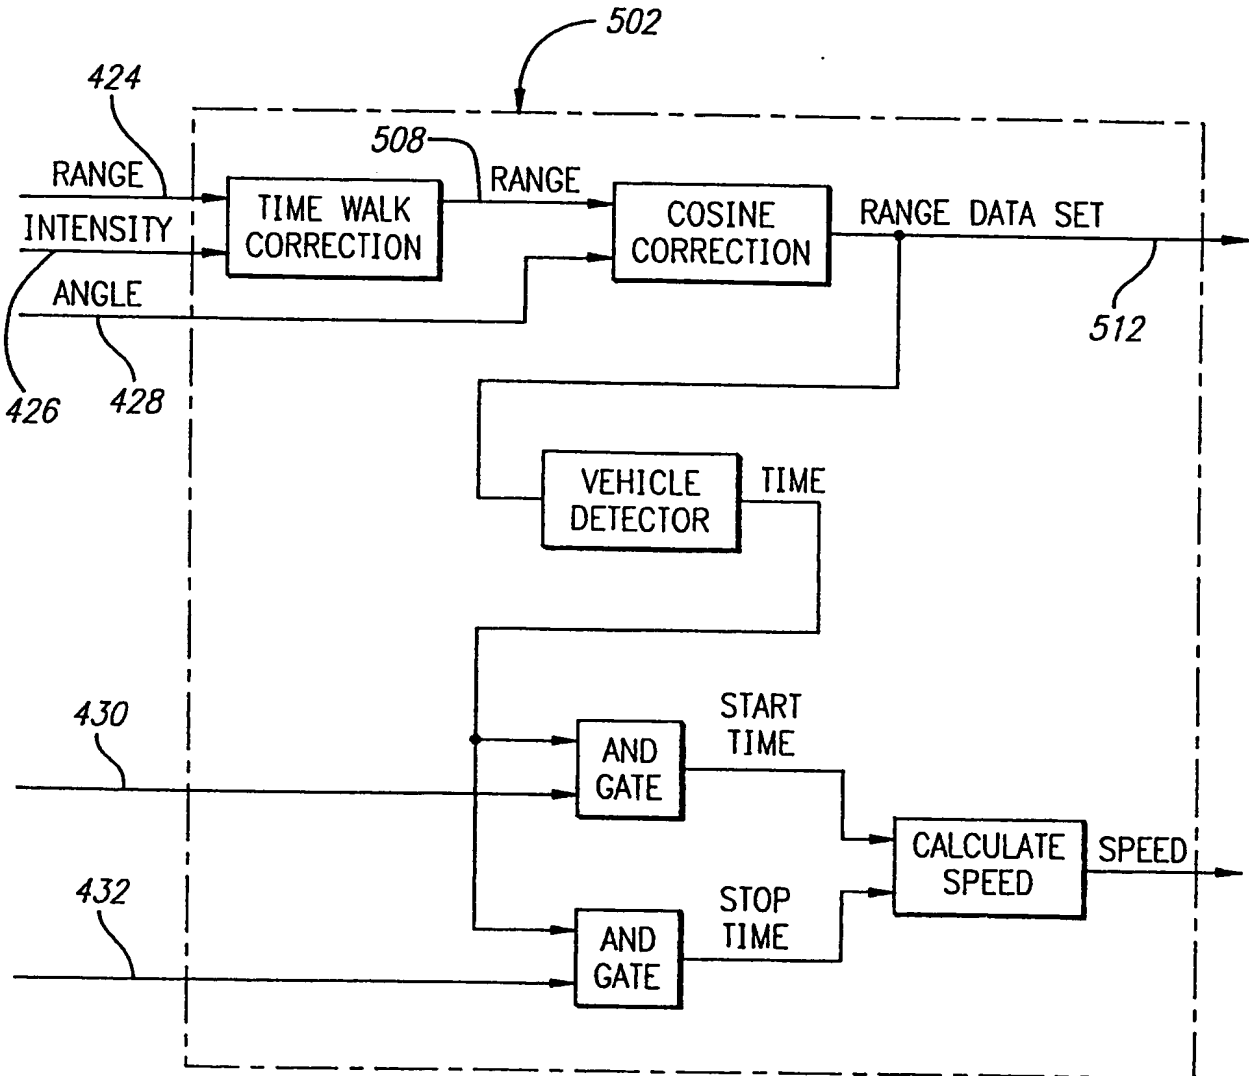 502
424
508
RANGE
RANGE
TIME WALK
CORRECTION
COSINE
CORRECTION
RANGE DATA SET
INTENSITY
ANGLE
512
426
428
VEHICLE
DETECTOR
TIME
430
START
TIME
AND
GATE
CALCULATE
SPEED
SPEED
432
STOP
TIME
AND
GATE